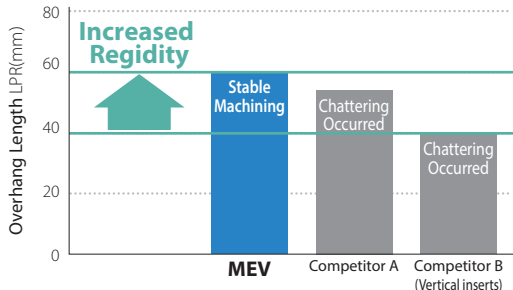 Overhang Length LPR(mm)
80
60
40
20
0
Increased
Regidity
Stable
Machining
Chattering
Occurred
Chattering
Occurred
MEV
Competitor A
Competitor B
(Vertical inserts)